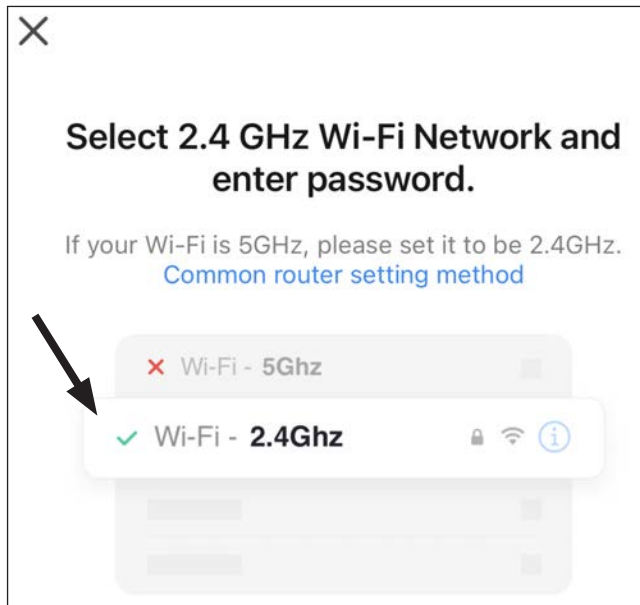 Select 2.4 GHz Wi-Fi Network and
enter password.
If your Wi-Fi is 5GHz, please set it to be 2.4GHz.
Common router setting method
Wi-Fi - 5Ghz
Wi-Fi - 2.4Ghz